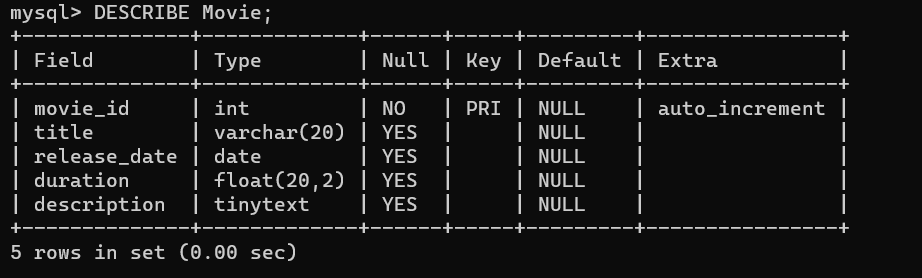 mysql> DESCRIBE Movie;
+--------------+-------------+------+-----+---------+----------------+
| Field        | Type        | Null | Key | Default | Extra          |
+--------------+-------------+------+-----+---------+----------------+
| movie_id     | int         | NO   | PRI | NULL    | auto_increment |
| title        | varchar(20) | YES  |     | NULL    |                |
| release_date | date        | YES  |     | NULL    |                |
| duration     | float(20,2) | YES  |     | NULL    |                |
| description  | tinytext    | YES  |     | NULL    |                |
+--------------+-------------+------+-----+---------+----------------+
5 rows in set (0.00 sec)